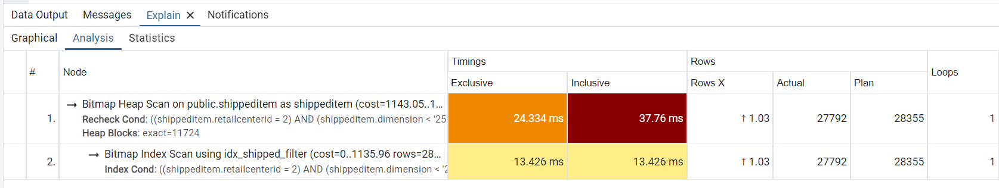 Data Output Messages Explain × Notifications
Graphical Analysis Statistics
# Node Timings Rows Loops
Exclusive Inclusive Rows X Actual Plan
1. → Bitmap Heap Scan on public.shippeditem as shippeditem (cost=1143.05..1... 24.334 ms 37.76 ms ↑ 1.03 27792 28355 1
Recheck Cond: ((shippeditem.retailcenterid = 2) AND (shippeditem.dimension < '25'
Heap Blocks: exact=11724
2. → Bitmap Index Scan using idx_shipped_filter (cost=0..1135.96 rows=28... 13.426 ms 13.426 ms ↑ 1.03 27792 28355 1
Index Cond: ((shippeditem.retailcenterid = 2) AND (shippeditem.dimension < '2